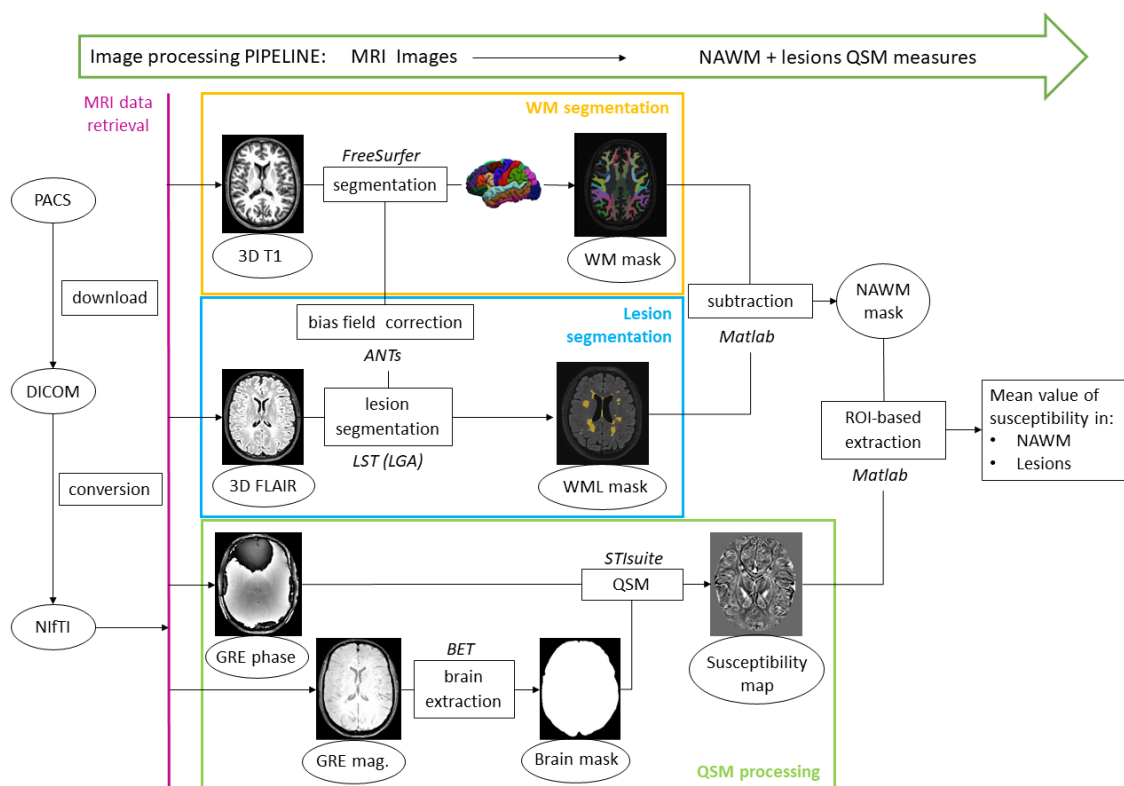 Image processing PIPELINE: MRI Images NAWM + lesions QSM measures
MRI data
retrieval
PACS
download
DICOM
conversion
NIfTI
WM segmentation
FreeSurfer
segmentation
3D T1
WM mask
Lesion
segmentation
bias field correction
ANTs
lesion
segmentation
LST (LGA)
3D FLAIR
WML mask
subtraction
Matlab
NAWM
mask
ROI-based
extraction
Matlab
Mean value of
susceptibility in:
• NAWM
• Lesions
STIsuite
QSM
GRE phase
BET
brain
extraction
GRE mag.
Brain mask
Susceptibility
map
QSM processing